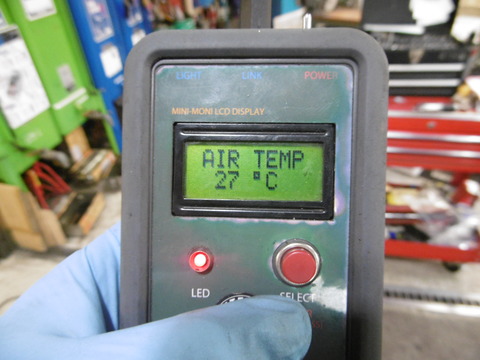 LIGHT LINK POWER
MINI-MONI LCD DISPLAY
AIR TEMP
27 °C
LED SELECT